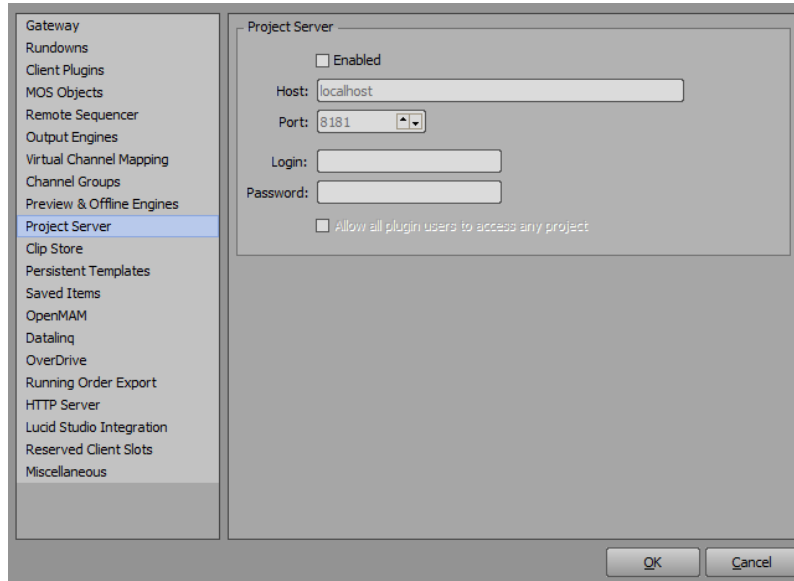 Gateway
Rundowns
Client Plugins
MOS Objects
Remote Sequencer
Output Engines
Virtual Channel Mapping
Channel Groups
Preview & Offline Engines
Project Server
Clip Store
Persistent Templates
Saved Items
OpenMAM
Datalinq
OverDrive
Running Order Export
HTTP Server
Lucid Studio Integration
Reserved Client Slots
Miscellaneous
Project Server
Enabled
Host: localhost
Port: 8181
Login:
Password:
Allow all plugin users to access any project
OK
Cancel